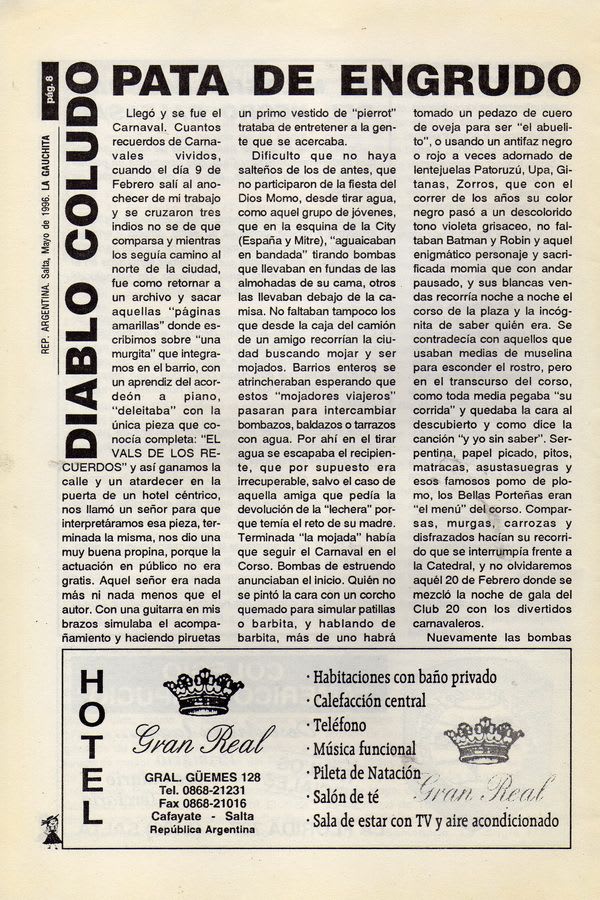 pág. 8
REP. ARGENTINA. Salta, Mayo de 1996. LA GAUCHITA
DIABLO COLUDO
PATA DE ENGRUDO
Llegó y se fue el
Carnaval. Cuantos
recuerdos de Carna-
vales vividos,
cuando el día 9 de
Febrero salí al ano-
checer de mi trabajo
y se cruzaron tres
indios no se de que
comparsa y mientras
los seguía camino al
norte de la ciudad,
fue como retornar a
un archivo y sacar
aquellas "páginas
amarillas" donde es-
cribimos sobre "una
murgita" que integra-
mos en el barrio, con
un aprendiz del acor-
deón a piano,
"deleitaba" con la
única pieza que co-
nocía completa: "EL
VALS DE LOS RE-
CUERDOS" y así ganamos la
calle y un atardecer en la
puerta de un hotel céntrico,
nos llamó un señor para que
interpretáramos esa pieza, ter-
minada la misma, nos dio una
muy buena propina, porque la
actuación en público no era
gratis. Aquel señor era nada
más ni nada menos que el
autor. Con una guitarra en mis
brazos simulaba el acompa-
ñamiento y haciendo piruetas
un primo vestido de "pierrot"
trataba de entretener a la gen-
te que se acercaba.
Dificulto que no haya
salteños de los de antes, que
no participaron de la fiesta del
Dios Momo, desde tirar agua,
como aquel grupo de jóvenes,
que en la esquina de la City
(España y Mitre), "aguaicaban
en bandada" tirando bombas
que llevaban en fundas de las
almohadas de su cama, otros
las llevaban debajo de la ca-
misa. No faltaban tampoco los
que desde la caja del camión
de un amigo recorrían la ciu-
dad buscando mojar y ser
mojados. Barrios enteros se
atrincheraban esperando que
estos "mojadores viajeros"
pasaran para intercambiar
bombazos, baldazos o tarrazos
con agua. Por ahí en el tirar
agua se escapaba el recipien-
te, que por supuesto era
irrecuperable, salvo el caso de
aquella amiga que pedía la
devolución de la "lechera" por-
que temía el reto de su madre.
Terminada "la mojada" había
que seguir el Carnaval en el
Corso. Bombas de estruendo
anunciaban el inicio. Quién no
se pintó la cara con un corcho
quemado para simular patillas
o barbita, y hablando de
barbita, más de uno habrá
tomado un pedazo de cuero
de oveja para ser "el abueli-
to", o usando un antifaz negro
o rojo a veces adornado de
lentejuelas Patoruzú, Upa, Gi-
tanas, Zorros, que con el
correr de los años su color
negro pasó a un descolorido
tono violeta grisaceo, no fal-
taban Batman y Robin y aquel
enigmático personaje y sacri-
ficada momia que con andar
pausado, y sus blancas ven-
das recorría noche a noche el
corso de la plaza y la incóg-
nita de saber quién era. Se
contradecía con aquellos que
usaban medias de muselina
para esconder el rostro, pero
en el transcurso del corso,
como toda media pegaba "su
corrida" y quedaba la cara al
descubierto y como dice la
canción "y yo sin saber". Ser-
pentina, papel picado, pitos,
matracas, asustasuegras y
esos famosos pomo de plo-
mo, los Bellas Porteñas eran
"el menú" del corso. Compar-
sas, murgas, carrozas y
disfrazados hacían su recorri-
do que se interrumpía frente a
la Catedral, y no olvidaremos
aquél 20 de Febrero donde se
mezcló la noche de gala del
Club 20 con los divertidos
carnavaleros.
Nuevamente las bombas
HOTEL
Gran Real
GRAL. GÜEMES 128
Tel. 0868-21231
Fax 0868-21016
Cafayate - Salta
República Argentina
· Habitaciones con baño privado
· Calefacción central
· Teléfono
· Música funcional
· Pileta de Natación
· Salón de té
· Sala de estar con TV y aire acondicionado
Gran Real